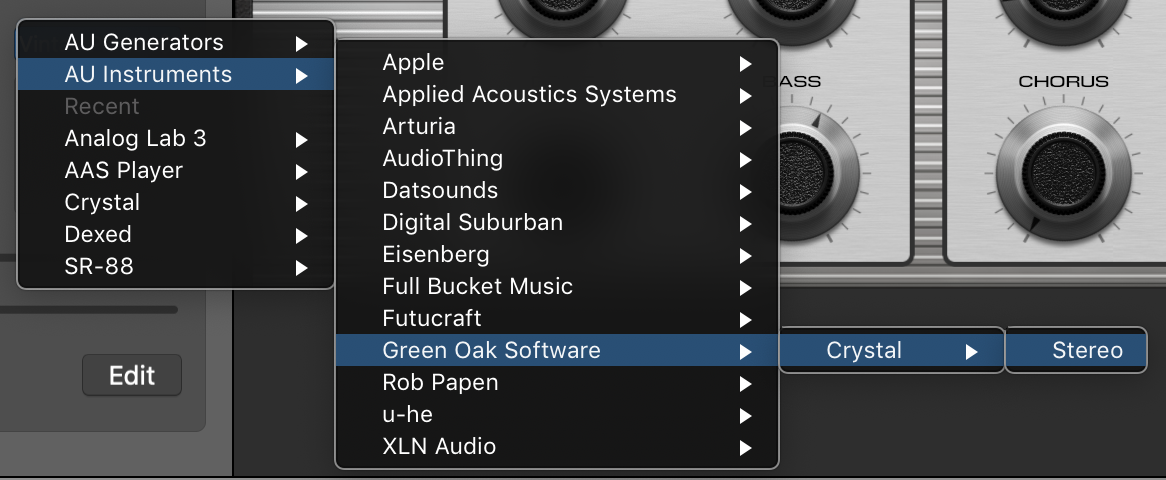 AU Generators
AU Instruments
Recent
Analog Lab 3
AAS Player
Crystal
Dexed
SR-88
Edit
Apple
Applied Acoustics Systems
Arturia
AudioThing
Datsounds
Digital Suburban
Eisenberg
Full Bucket Music
Futucraft
Green Oak Software
Rob Papen
u-he
XLN Audio
Crystal
Stereo
ASS
CHORUS